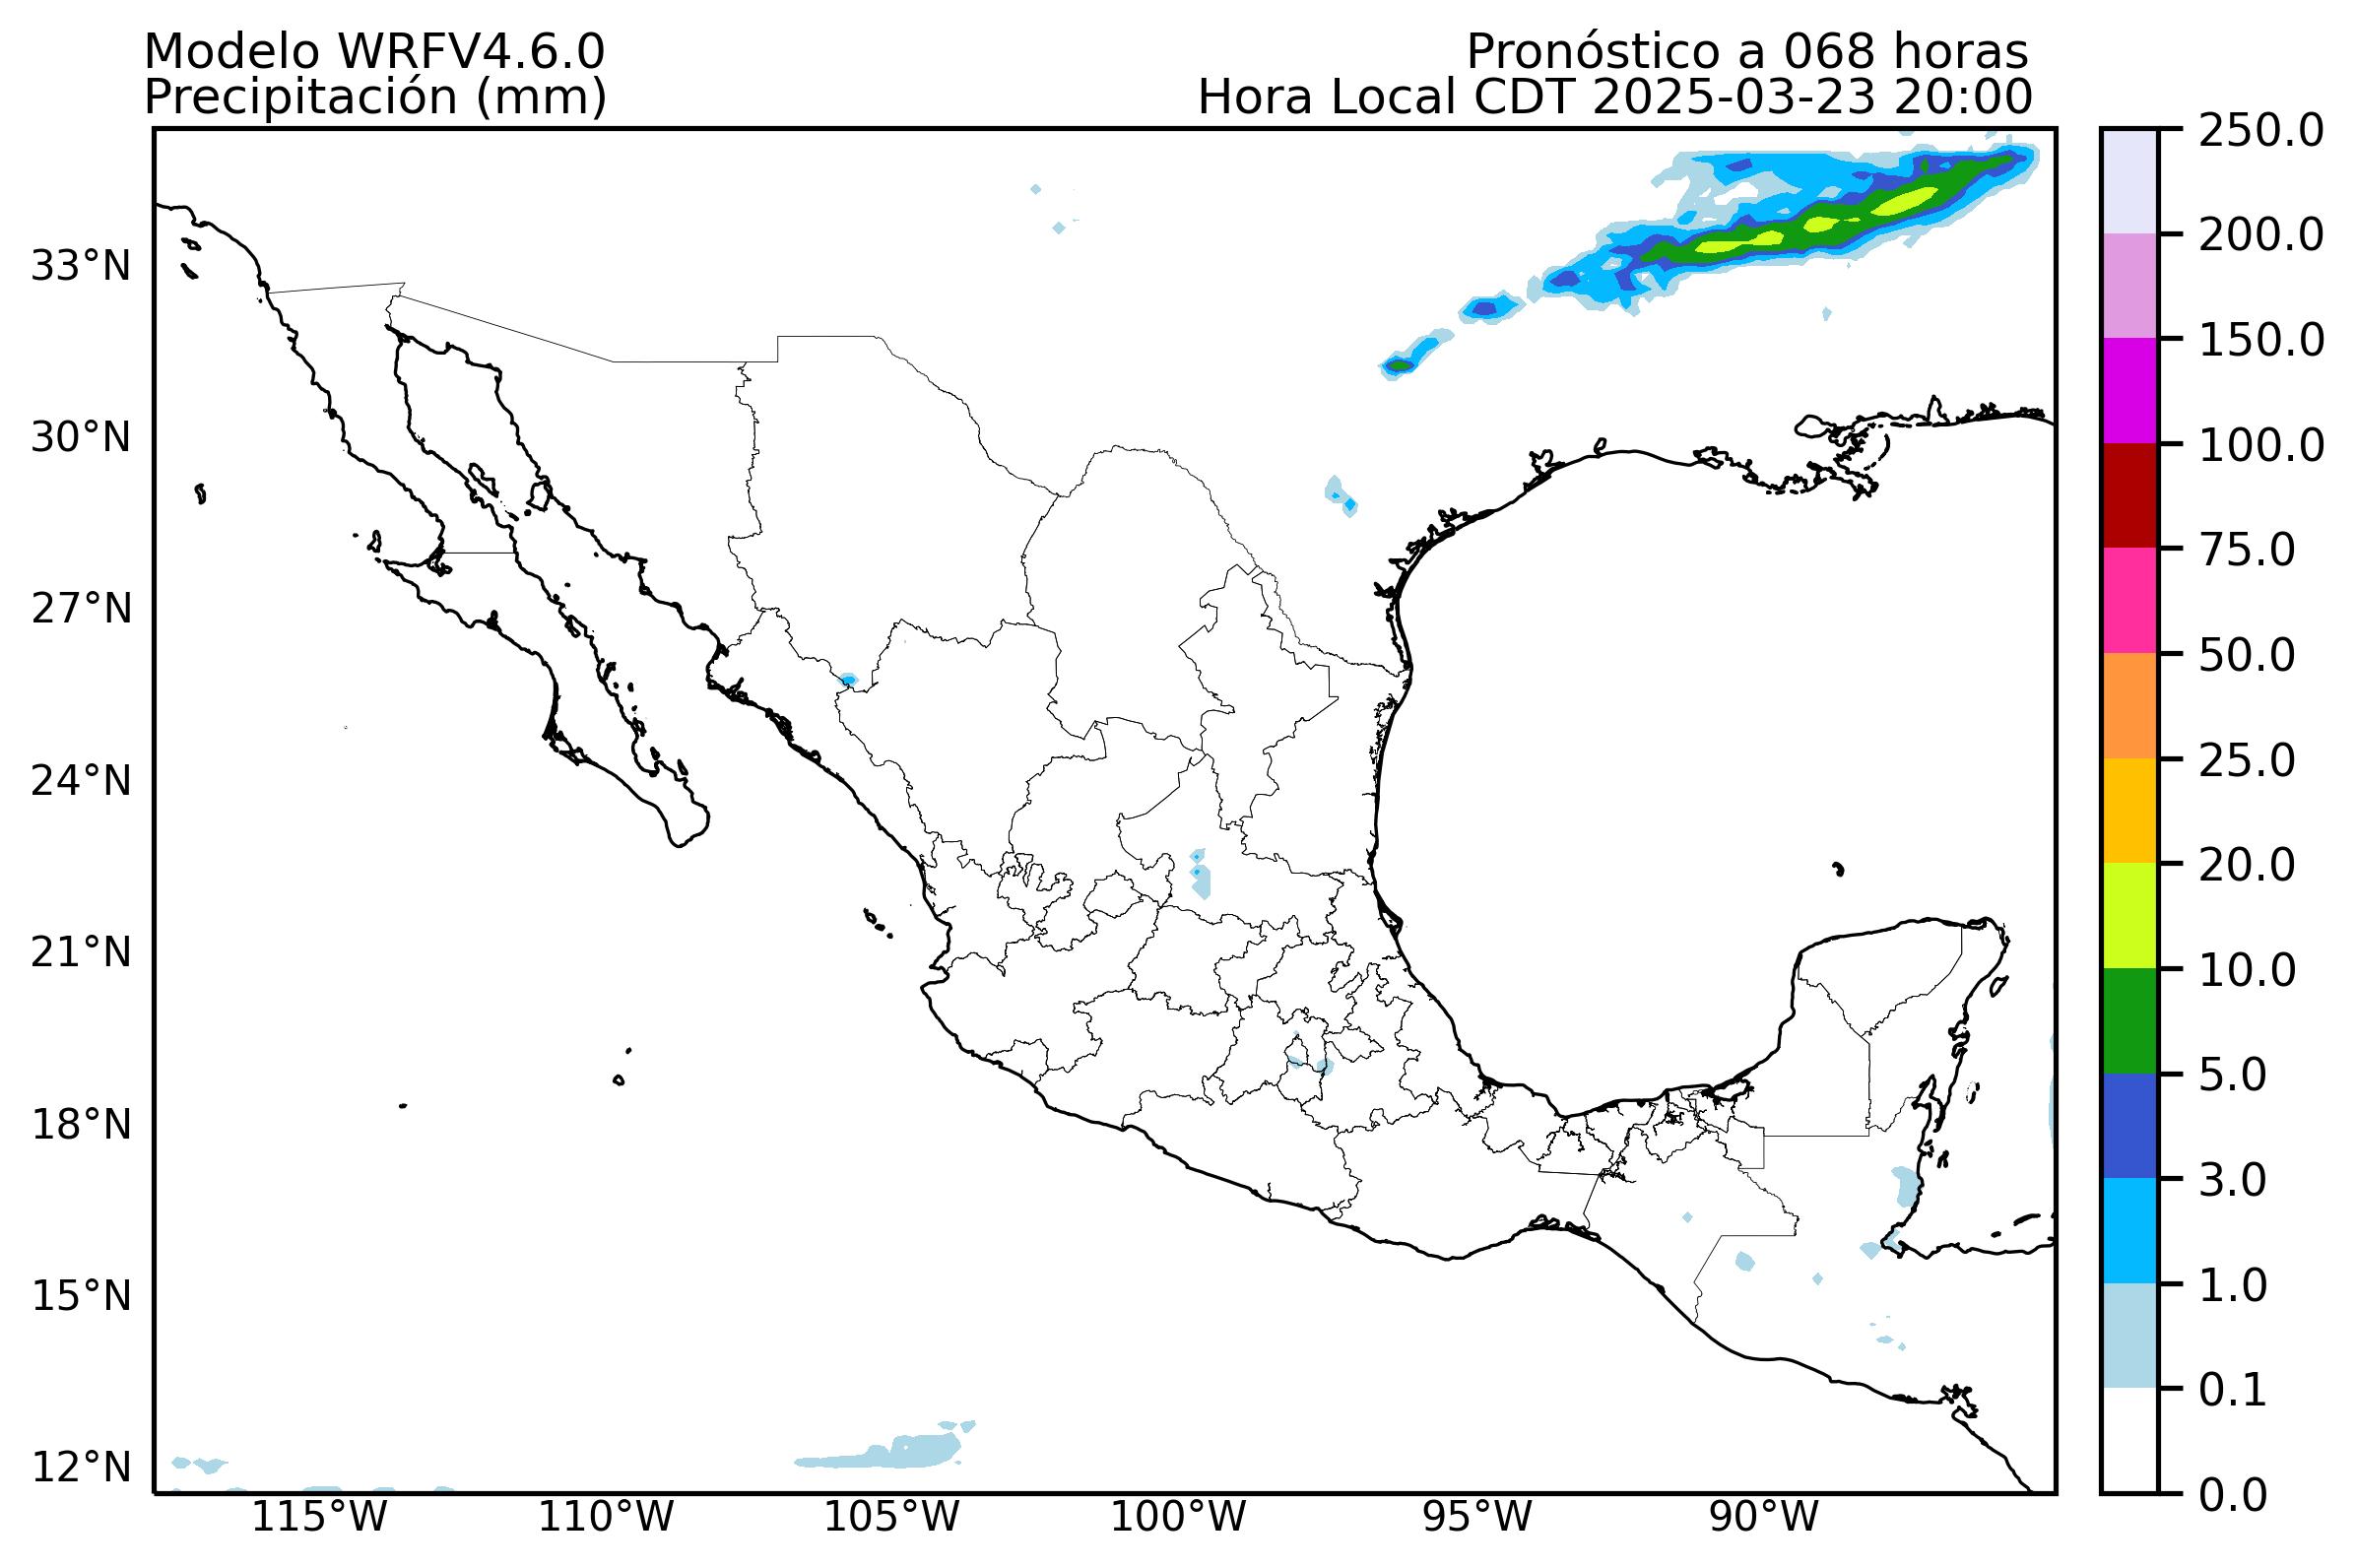 Modelo WRFV4.6.0
Precipitación (mm)
Pronóstico a 068 horas
Hora Local CDT 2025-03-23 20:00
33°N
30°N
27°N
24°N
21°N
18°N
15°N
12°N
115°W
110°W
105°W
100°W
95°W
90°W
250.0
200.0
150.0
100.0
75.0
50.0
25.0
20.0
10.0
5.0
3.0
1.0
0.1
0.0